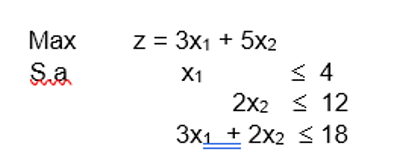 Max z = 3x₁ + 5x₂
S.a x₁ ≤ 4
2x₂ ≤ 12
3x₁ + 2x₂ ≤ 18